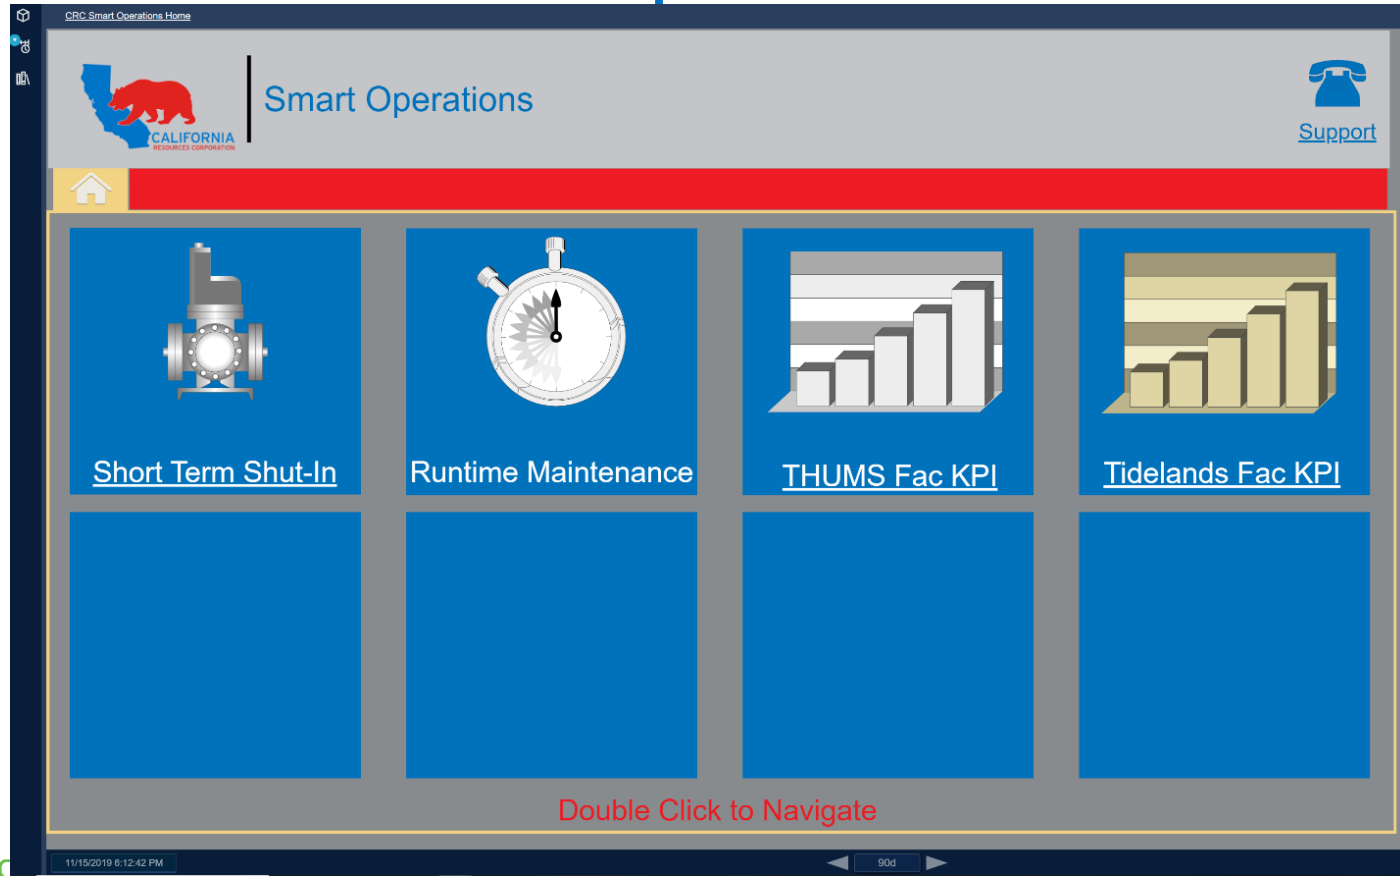 CRC Smart Operations Home
CALIFORNIA
RESOURCES CORPORATION
Smart Operations
Support
Short Term Shut-In
Runtime Maintenance
THUMS Fac KPI
Tidelands Fac KPI
Double Click to Navigate
11/15/2019 6:12:42 PM
90d